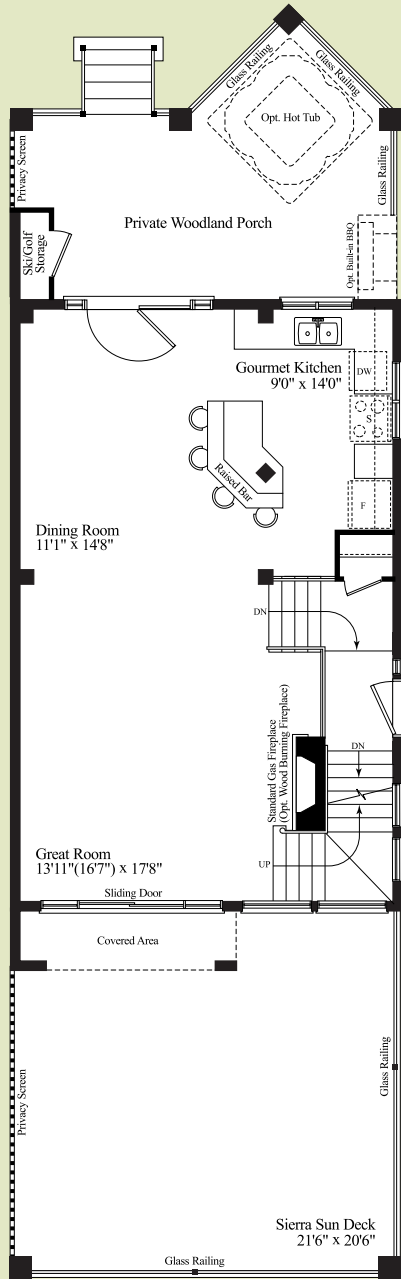 Glass Railing
Glass Railing
Opt. Hot Tub
Privacy Screen
Glass Railing
Private Woodland Porch
Ski/Golf
Storage
Opt. Built-in BBQ
Gourmet Kitchen
9'0" x 14'0"
DW
S
Raised Bar
F
Dining Room
11'1" x 14'8"
DN
Standard Gas Fireplace
(Opt. Wood Burning Fireplace)
DN
Great Room
13'11"(16'7") x 17'8"
UP
Sliding Door
Covered Area
Privacy Screen
Glass Railing
Sierra Sun Deck
21'6" x 20'6"
Glass Railing